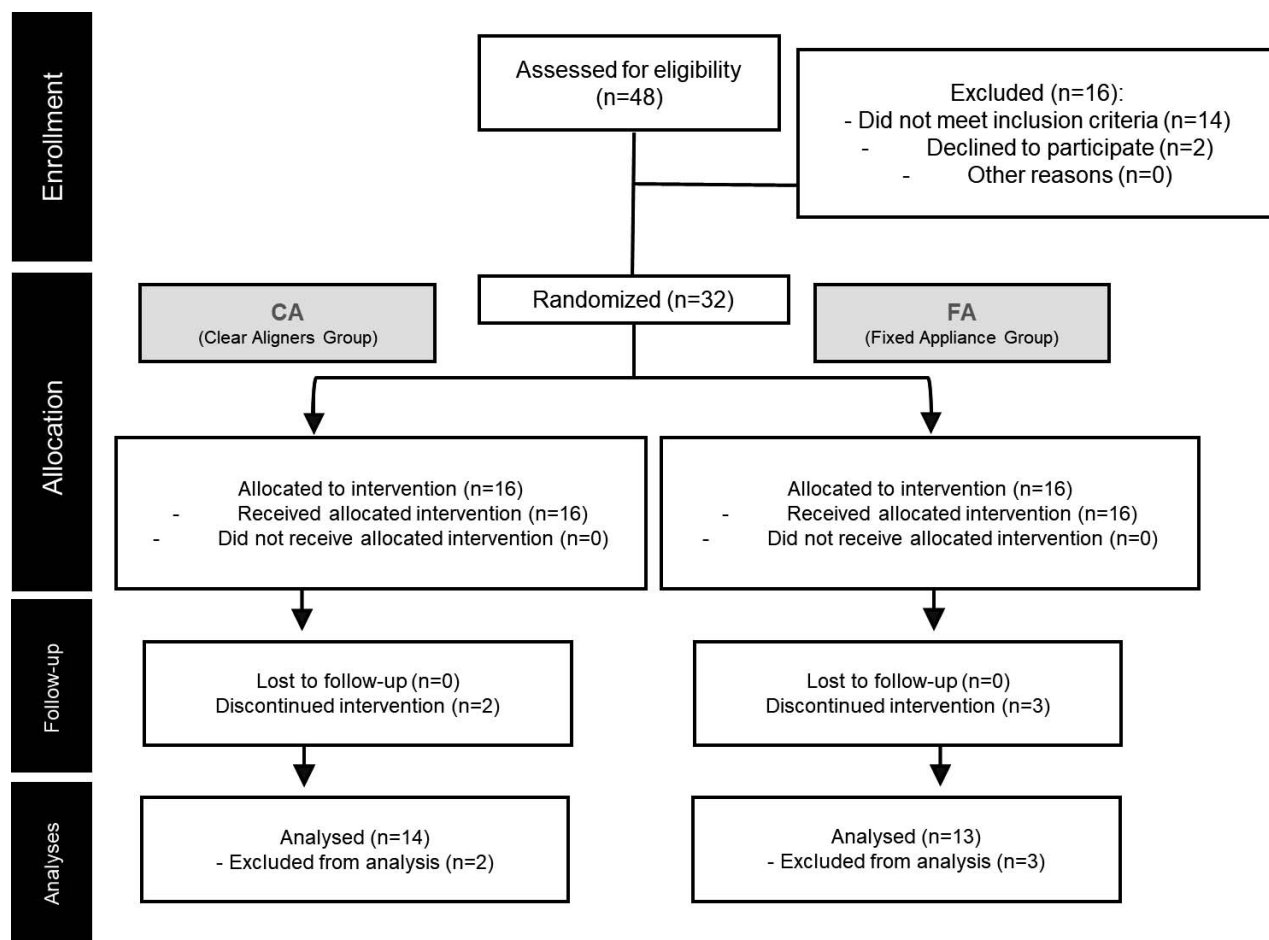 Enrollment
Assessed for eligibility
(n=48)
Excluded (n=16):
- Did not meet inclusion criteria (n=14)
- Declined to participate (n=2)
- Other reasons (n=0)
Allocation
Randomized (n=32)
CA
(Clear Aligners Group)
FA
(Fixed Appliance Group)
Allocated to intervention (n=16)
- Received allocated intervention (n=16)
- Did not receive allocated intervention (n=0)
Allocated to intervention (n=16)
- Received allocated intervention (n=16)
- Did not receive allocated intervention (n=0)
Follow-up
Lost to follow-up (n=0)
Discontinued intervention (n=2)
Lost to follow-up (n=0)
Discontinued intervention (n=3)
Analyses
Analysed (n=14)
- Excluded from analysis (n=2)
Analysed (n=13)
- Excluded from analysis (n=3)